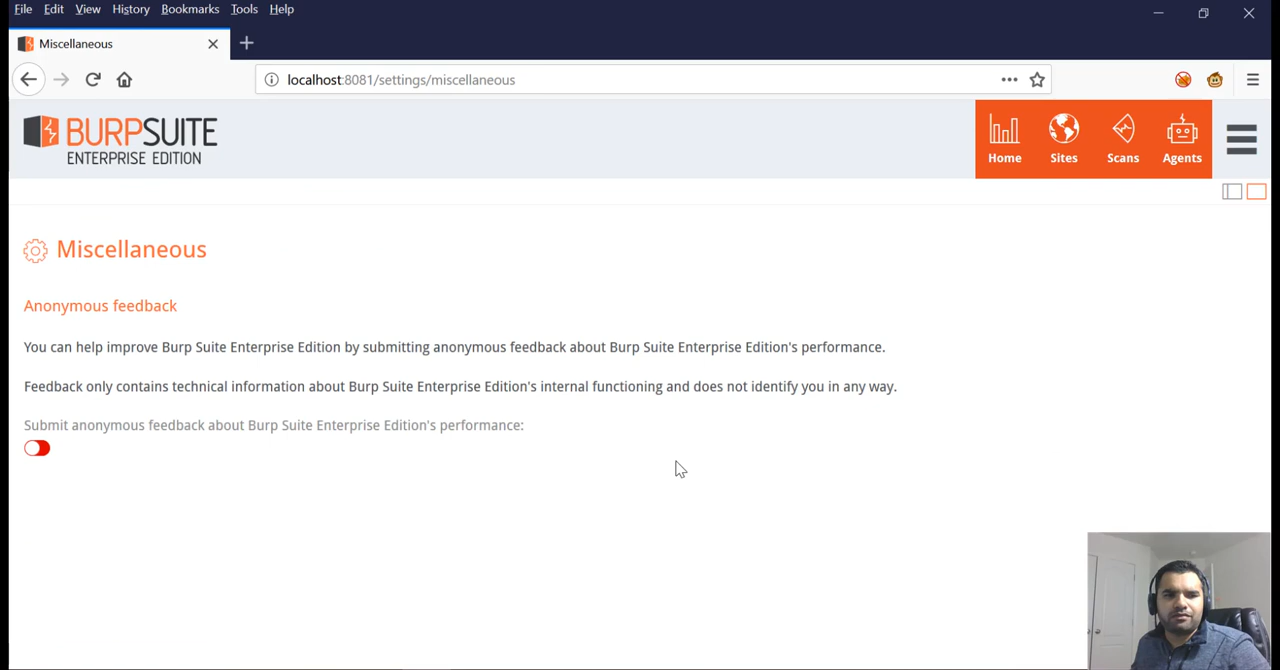 File Edit View History Bookmarks Tools Help
Miscellaneous
localhost:8081/settings/miscellaneous
BURPSUITE
ENTERPRISE EDITION
Home Sites Scans Agents
Miscellaneous
Anonymous feedback
You can help improve Burp Suite Enterprise Edition by submitting anonymous feedback about Burp Suite Enterprise Edition's performance.
Feedback only contains technical information about Burp Suite Enterprise Edition's internal functioning and does not identify you in any way.
Submit anonymous feedback about Burp Suite Enterprise Edition's performance: